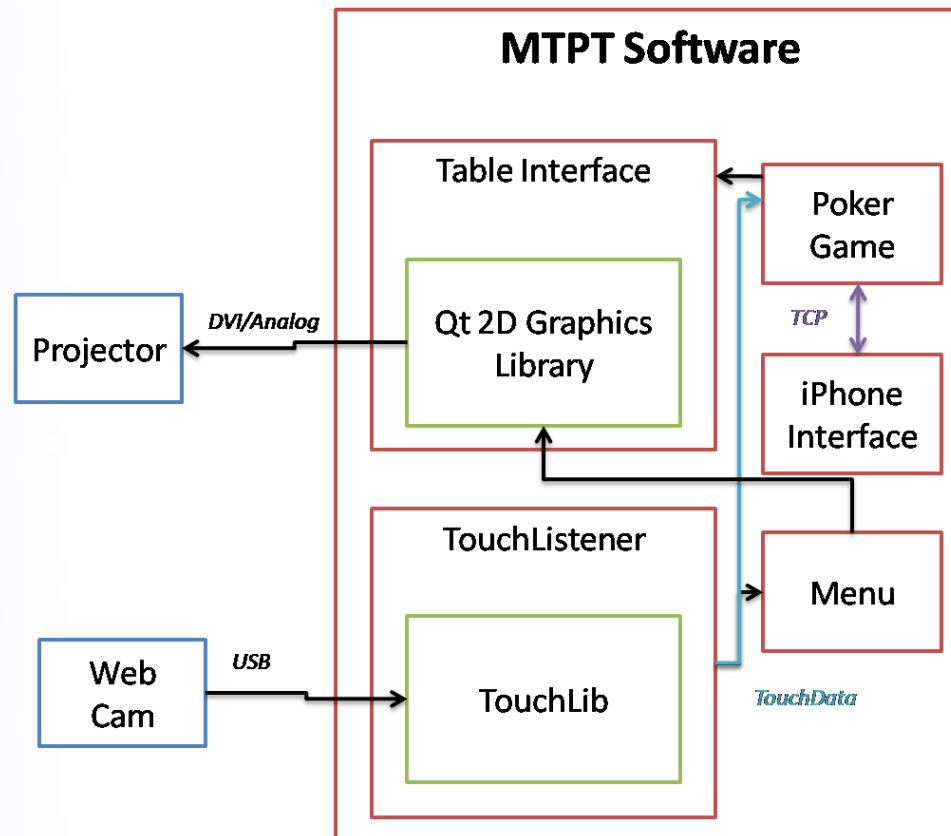 MTPT Software
Table Interface
Poker
Game
Qt 2D Graphics
Library
DVI/Analog
Projector
TCP
iPhone
Interface
TouchListener
Menu
TouchLib
USB
Web
Cam
TouchData